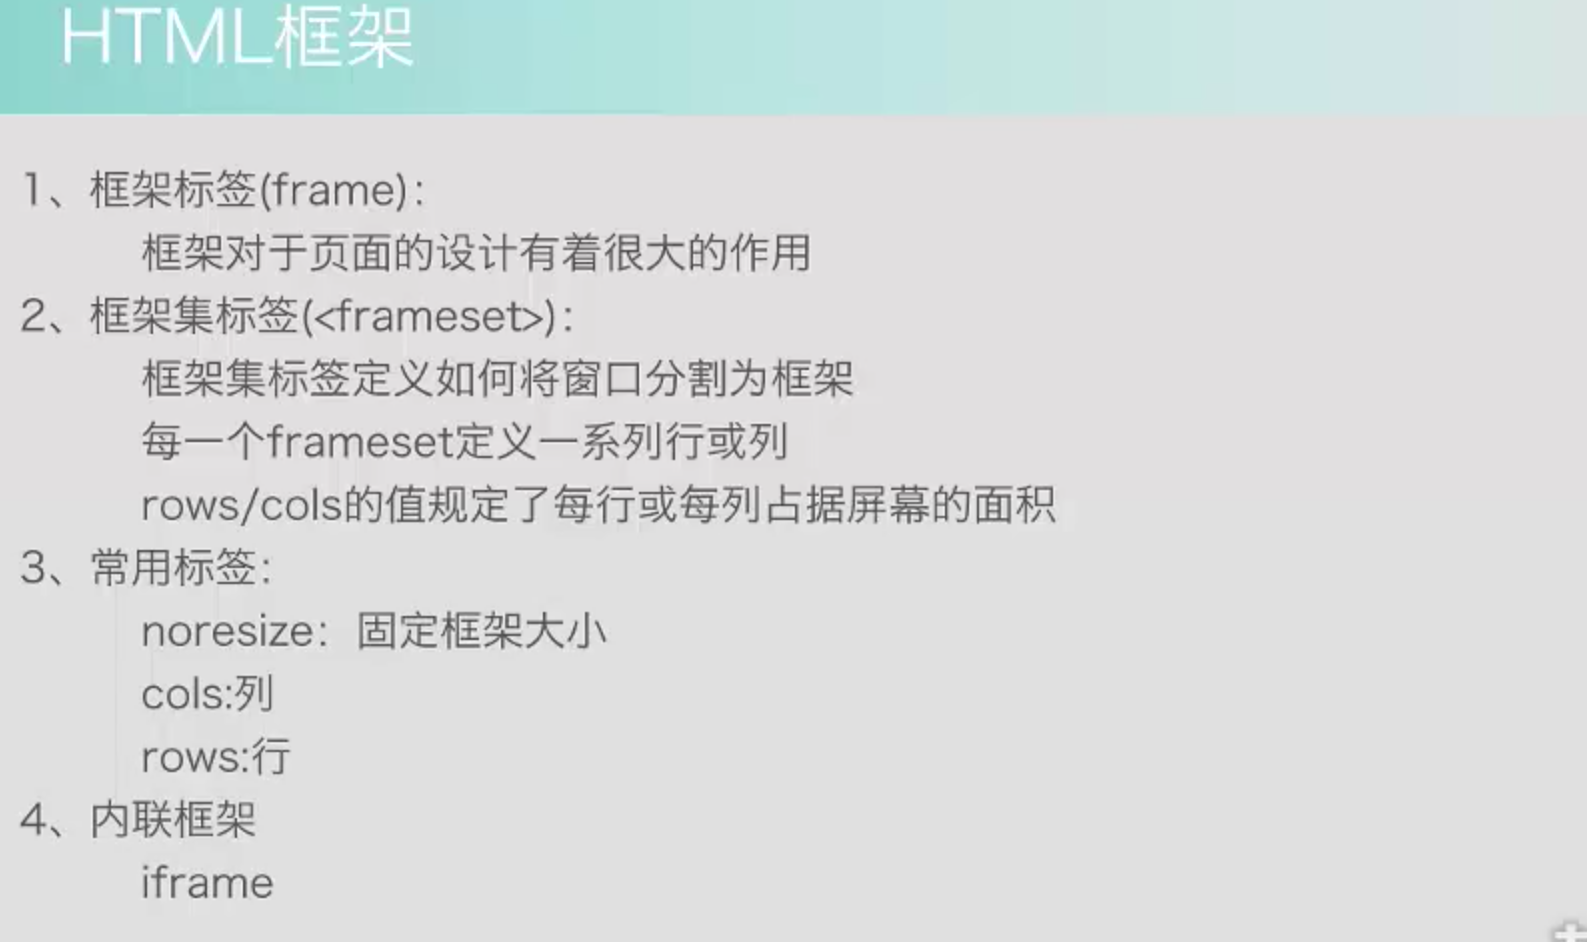 HTML框架
1、框架标签(frame)：
框架对于页面的设计有着很大的作用
2、框架集标签(<frameset>)：
框架集标签定义如何将窗口分割为框架
每一个frameset定义一系列行或列
rows/cols的值规定了每行或每列占据屏幕的面积
3、常用标签：
noresize：固定框架大小
cols:列
rows:行
4、内联框架
iframe